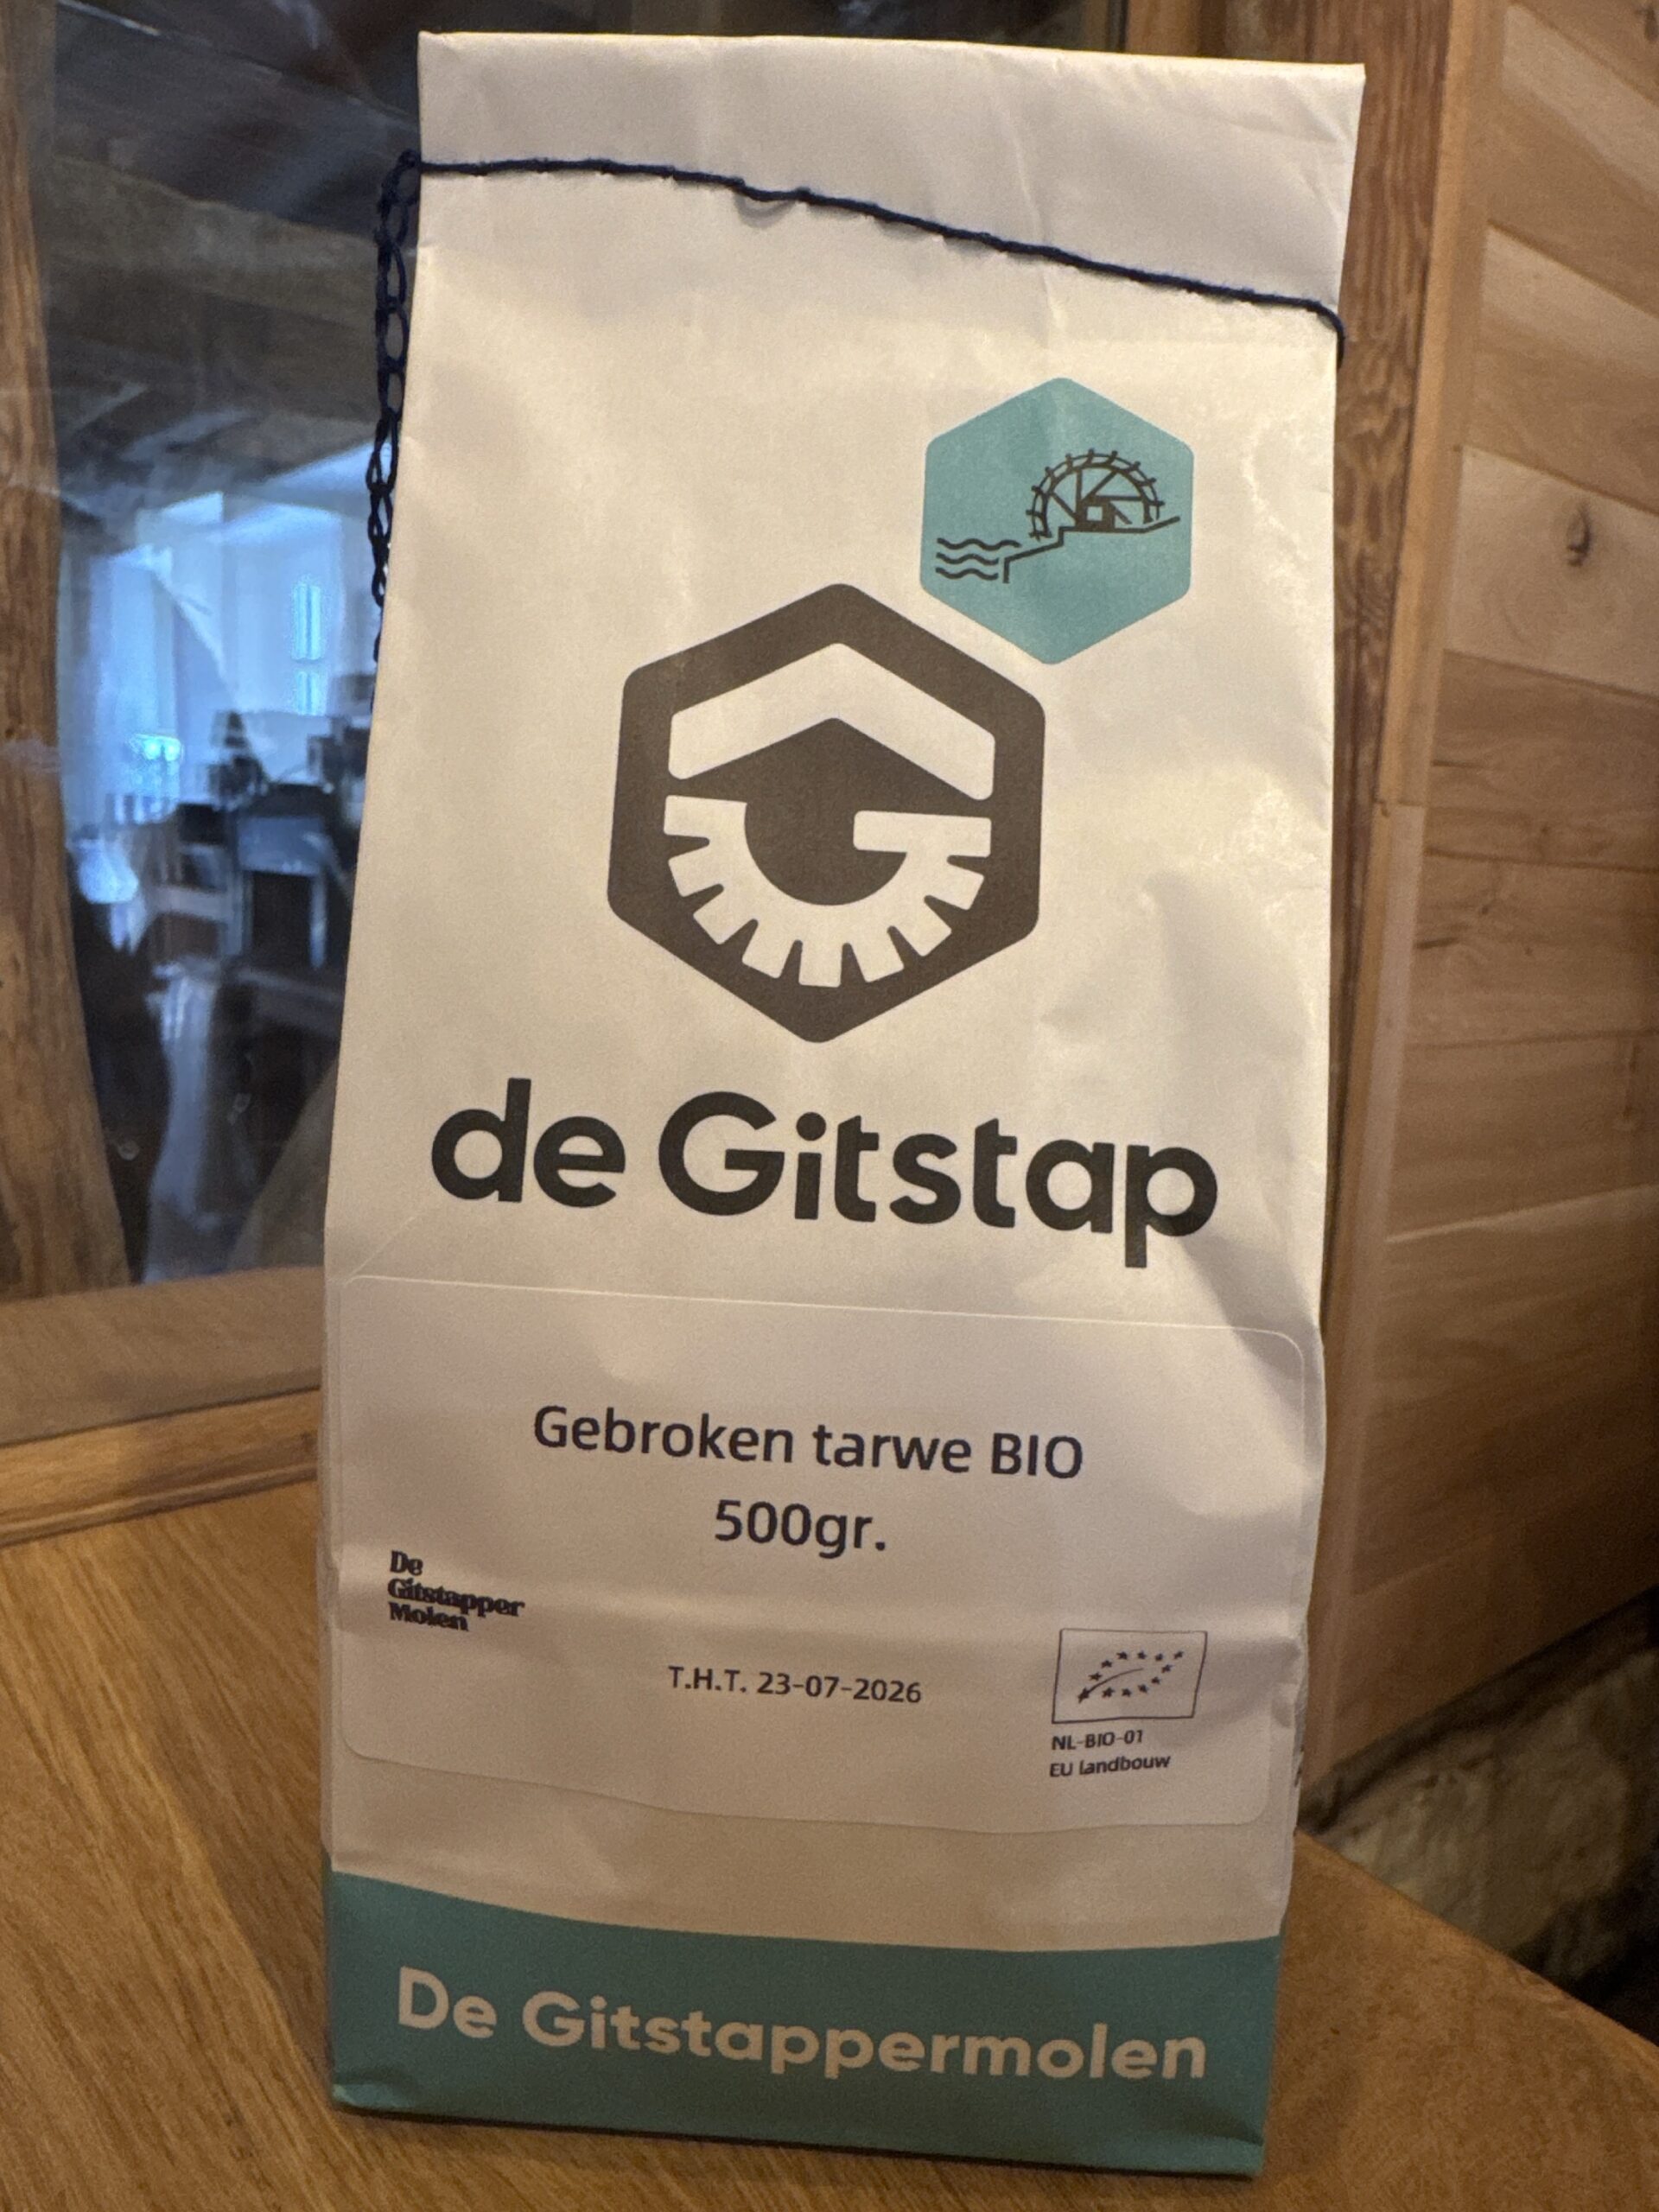 de Gitstap
Gebroken tarwe BIO
500gr.
De
Gitstapper
Molen
T.H.T. 23-07-2026
NL-BIO-01
EU landbouw
De Gitstappermolen